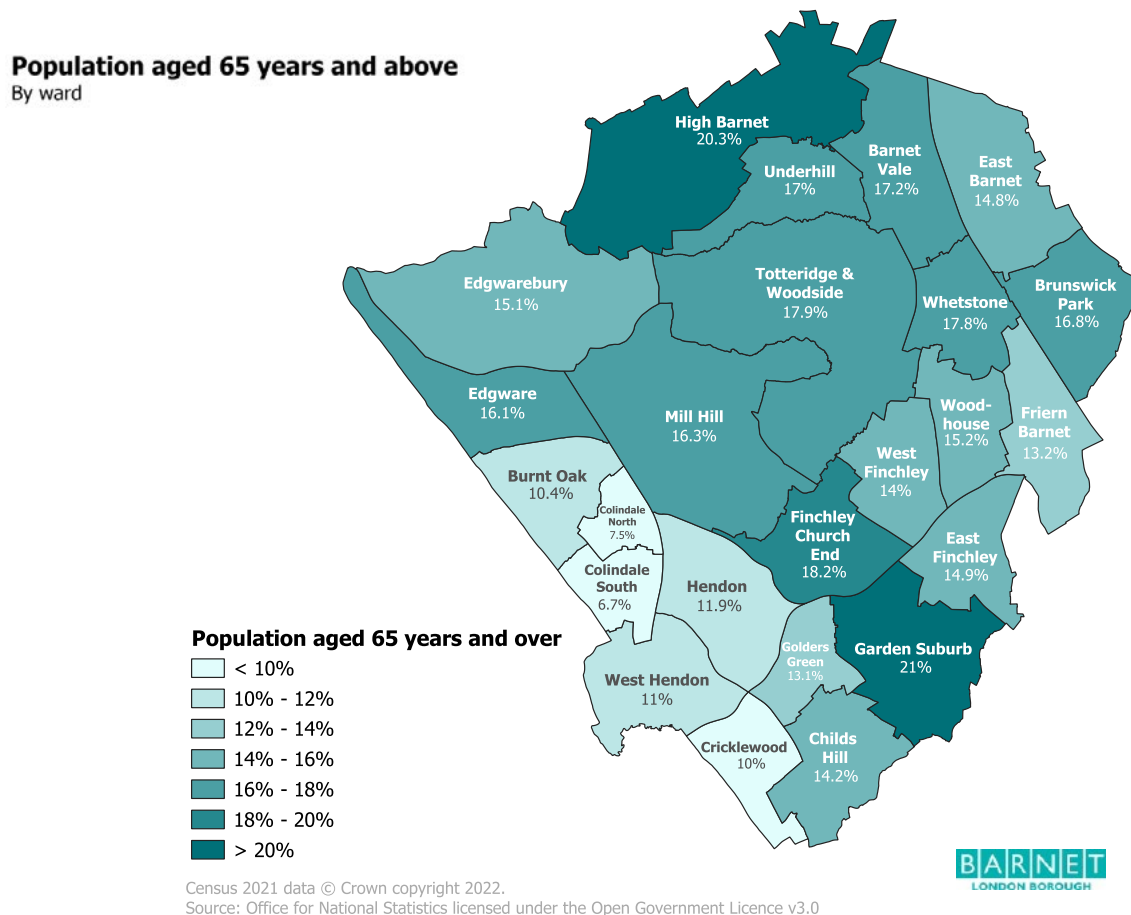 Population aged 65 years and above
By ward
High Barnet
20.3%
Underhill
17%
Barnet
Vale
17.2%
East
Barnet
14.8%
Edgwarebury
15.1%
Totteridge &
Woodside
17.9%
Whetstone
17.8%
Brunswick
Park
16.8%
Edgware
16.1%
Mill Hill
16.3%
Wood-
house
15.2%
Friern
Barnet
13.2%
West
Finchley
14%
Burnt Oak
10.4%
Colindale
North
7.5%
Finchley
Church
End
18.2%
East
Finchley
14.9%
Colindale
South
6.7%
Hendon
11.9%
Golders
Green
13.1%
Garden Suburb
21%
West Hendon
11%
Cricklewood
10%
Childs
Hill
14.2%
Population aged 65 years and over
< 10%
10% - 12%
12% - 14%
14% - 16%
16% - 18%
18% - 20%
> 20%
BARNET
LONDON BOROUGH
Census 2021 data © Crown copyright 2022.
Source: Office for National Statistics licensed under the Open Government Licence v3.0